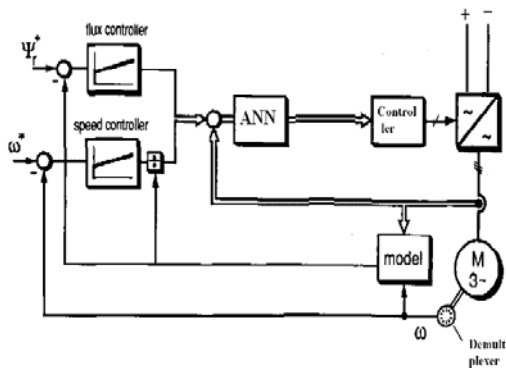 + −
flux controller
Ψr*
-
speed controller
ω*
-
÷
ANN
Control
ler
~
~
model
M
3~
ω
Demult
plexer